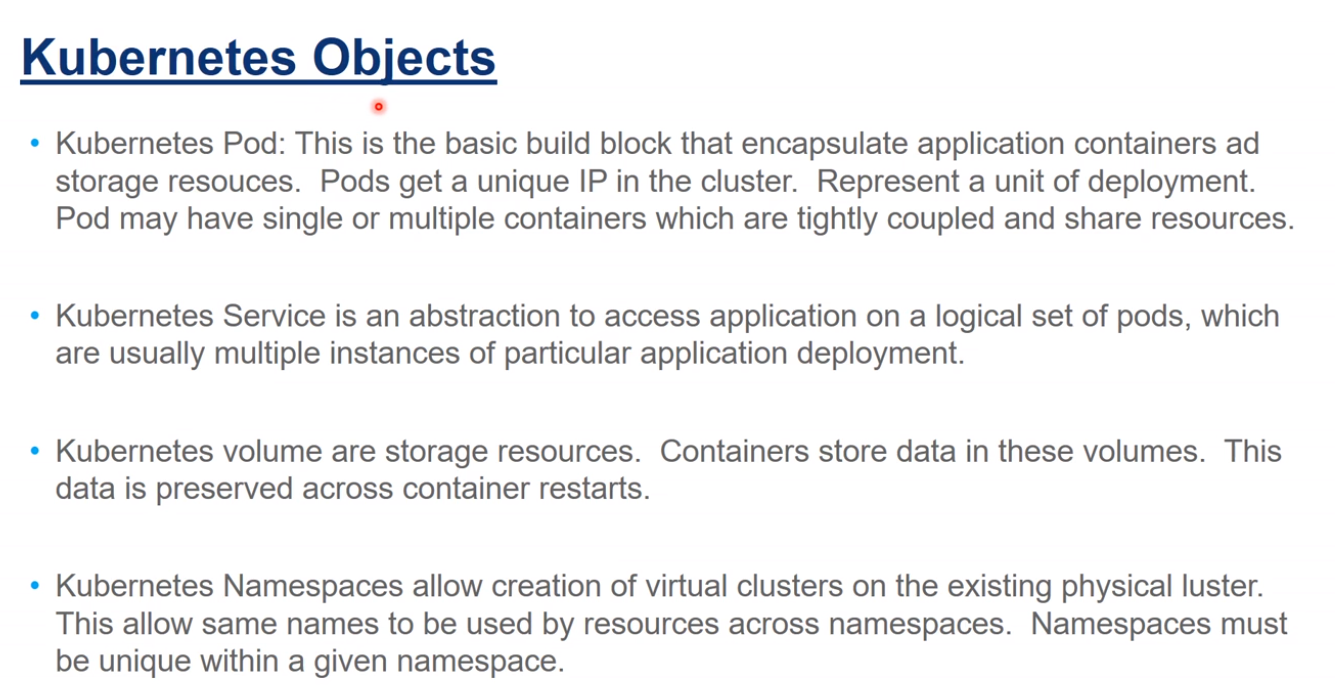 Kubernetes Objects
• Kubernetes Pod: This is the basic build block that encapsulate application containers ad
storage resouces.  Pods get a unique IP in the cluster.  Represent a unit of deployment.
Pod may have single or multiple containers which are tightly coupled and share resources.
• Kubernetes Service is an abstraction to access application on a logical set of pods, which
are usually multiple instances of particular application deployment.
• Kubernetes volume are storage resources.  Containers store data in these volumes.  This
data is preserved across container restarts.
• Kubernetes Namespaces allow creation of virtual clusters on the existing physical luster.
This allow same names to be used by resources across namespaces.  Namespaces must
be unique within a given namespace.